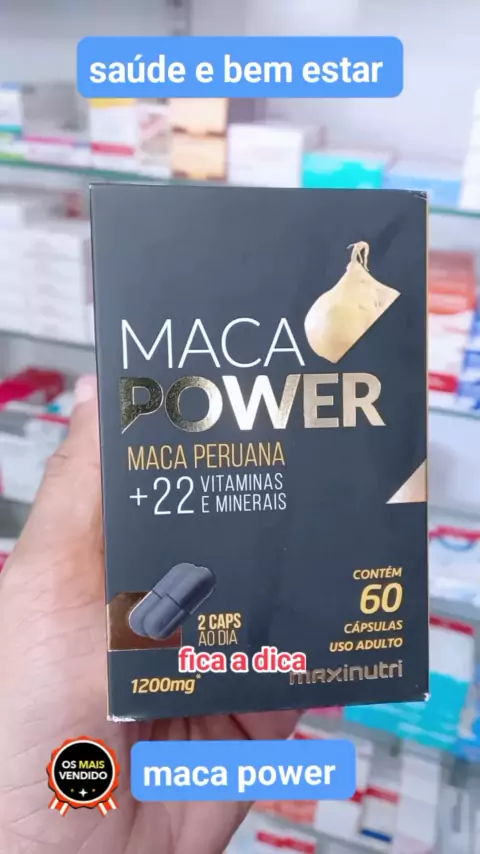 saúde e bem estar
MACA
POWER
MACA PERUANA
+22 VITAMINAS
E MINERAIS
CONTÉM
60
CÁPSULAS
USO ADULTO
2 CAPS
AO DIA
fica a dica
1200mg*
maxinutri
OS MAIS
VENDIDO
maca power